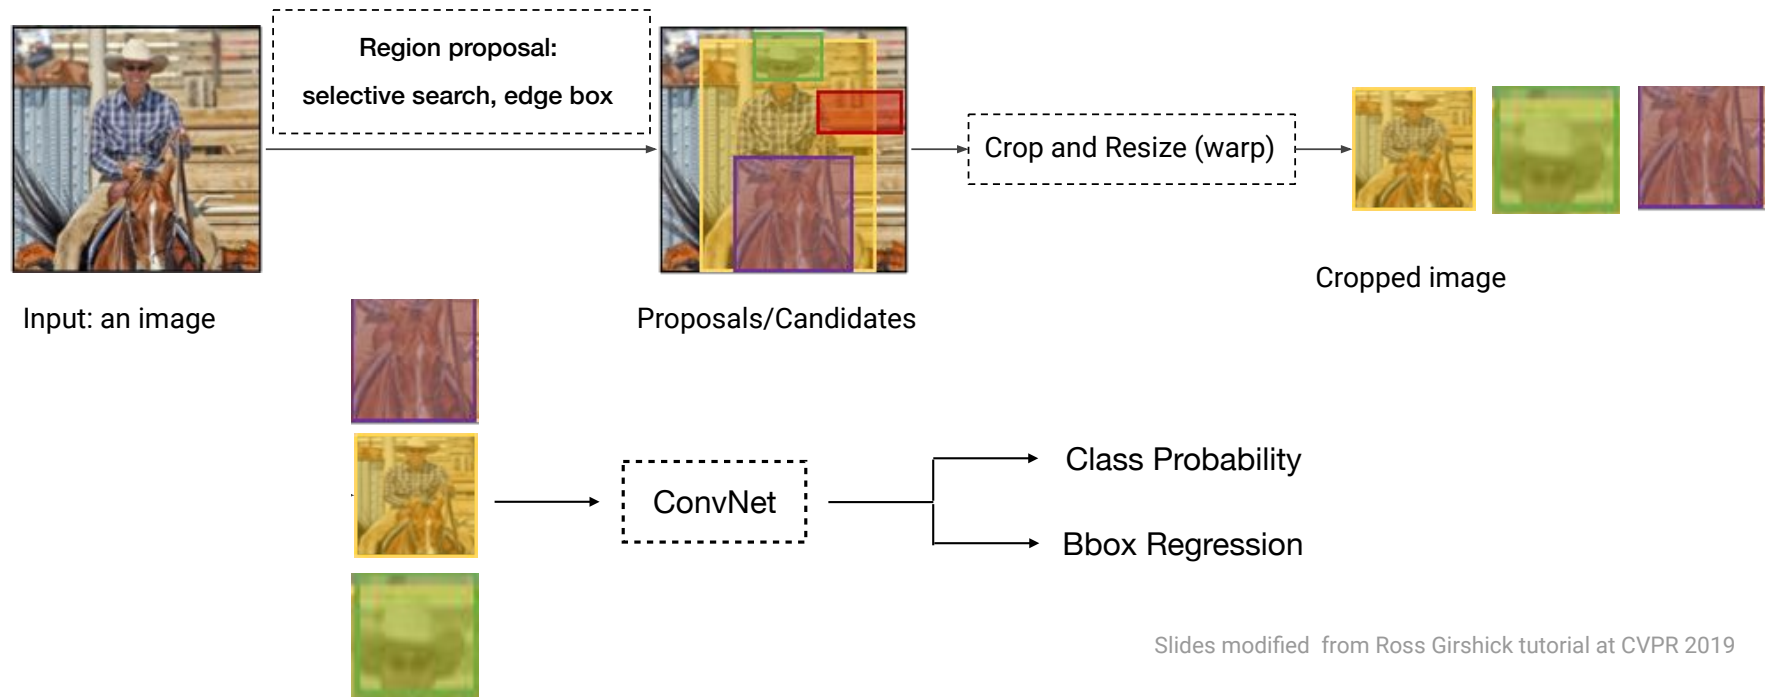 Region proposal:
selective search, edge box
Crop and Resize (warp)
Cropped image
Input: an image
Proposals/Candidates
ConvNet
Class Probability
Bbox Regression
Slides modified from Ross Girshick tutorial at CVPR 2019